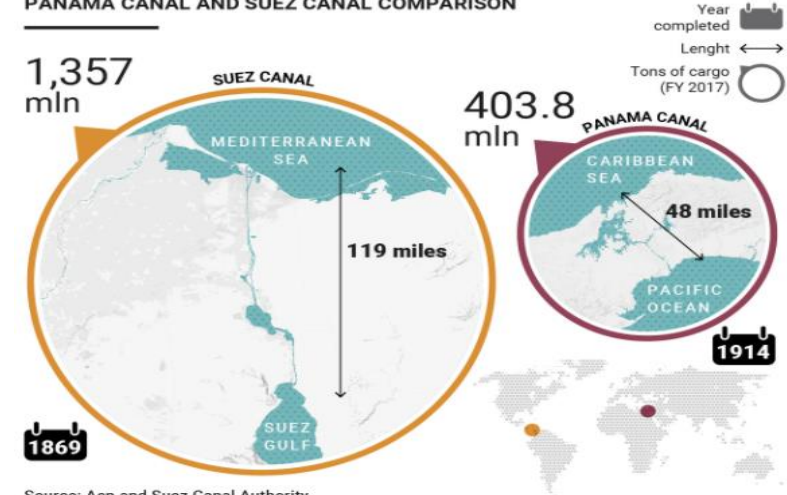 PANAMA CANAL AND SUEZ CANAL COMPARISON
Year
completed
Lenght
Tons of cargo
(FY 2017)
1,357
mln
SUEZ CANAL
MEDITERRANEAN
SEA
119 miles
SUEZ
GULF
1869
403.8
mln
PANAMA CANAL
CARIBBEAN
SEA
48 miles
PACIFIC
OCEAN
1914
Source: Acp and Suez Canal Authority